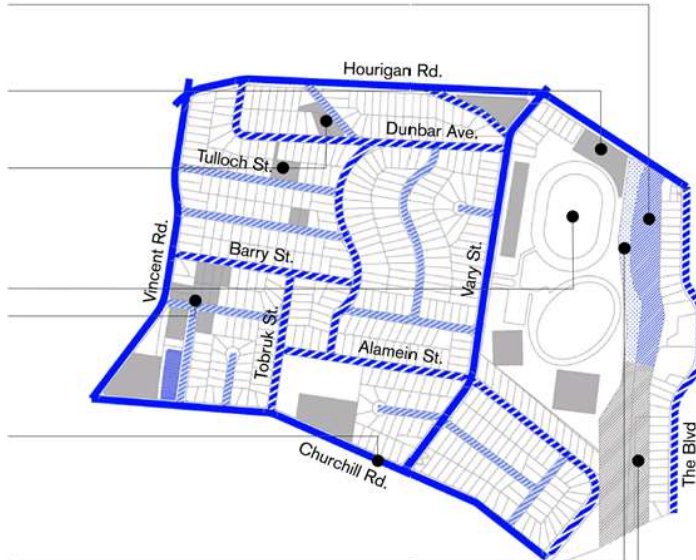 Hourigan Rd.
Dunbar Ave.
Tulloch St.
Vincent Rd.
Barry St.
Vary St.
Tobruk St.
Alamein St.
Churchill Rd.
The Blvd